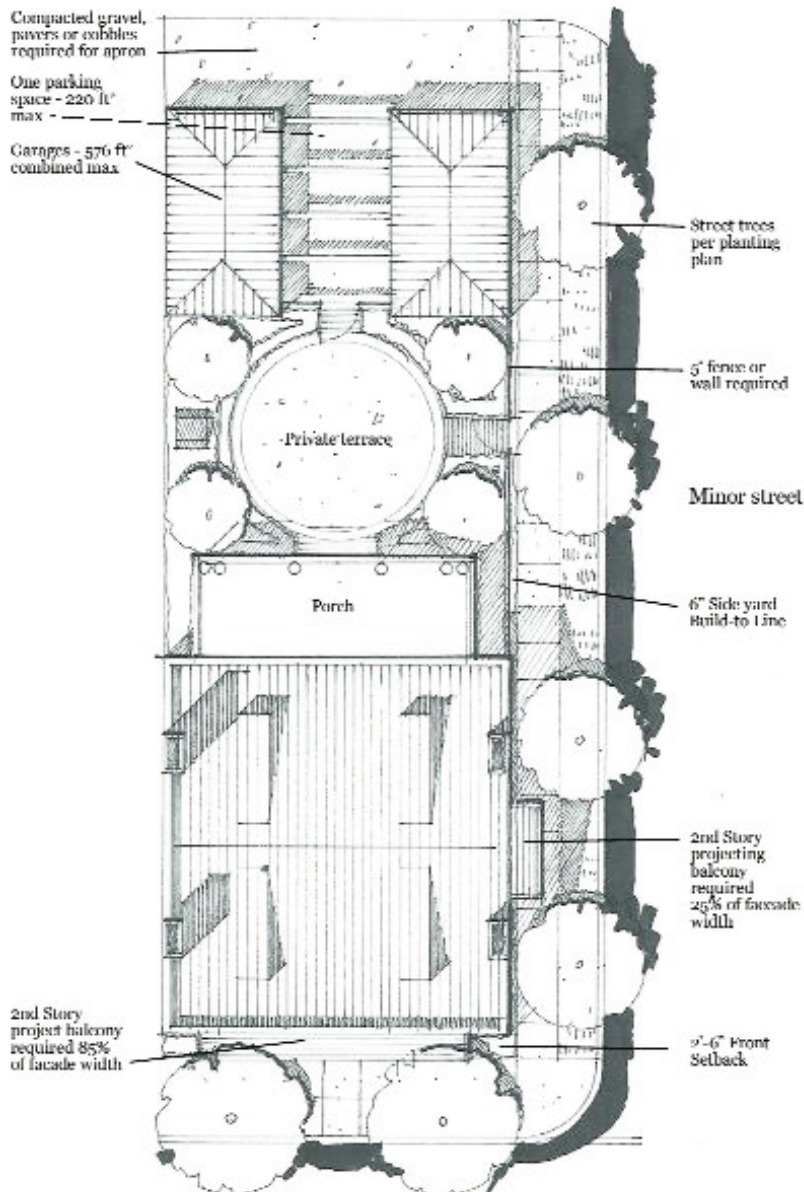 Compacted gravel,
pavers or cobbles
required for apron
One parking
space - 220 ft²
max
Garages - 576 ft²
combined max
Street trees
per planting
plan
5' fence or
wall required
Private terrace
Minor street
Porch
6" Side yard
Build-to Line
2nd Story
projecting
balcony
required
25% of faccade
width
2nd Story
project balcony
required 85%
of facade width
2'-6" Front
Setback